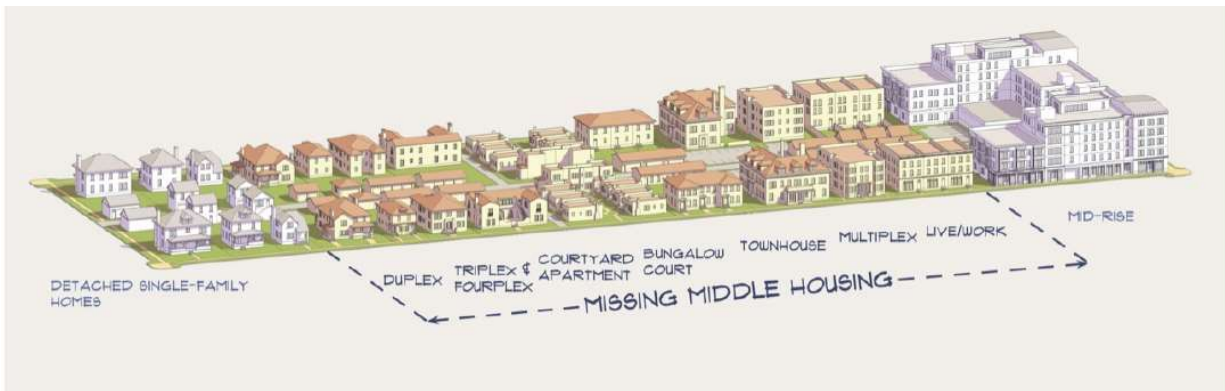 DETACHED SINGLE-FAMILY
HOMES
DUPLEX
TRIPLEX &
FOURPLEX
COURTYARD
APARTMENT
BUNGALOW
COURT
TOWNHOUSE
MULTIPLEX
LIVE/WORK
MID-RISE
MISSING MIDDLE HOUSING